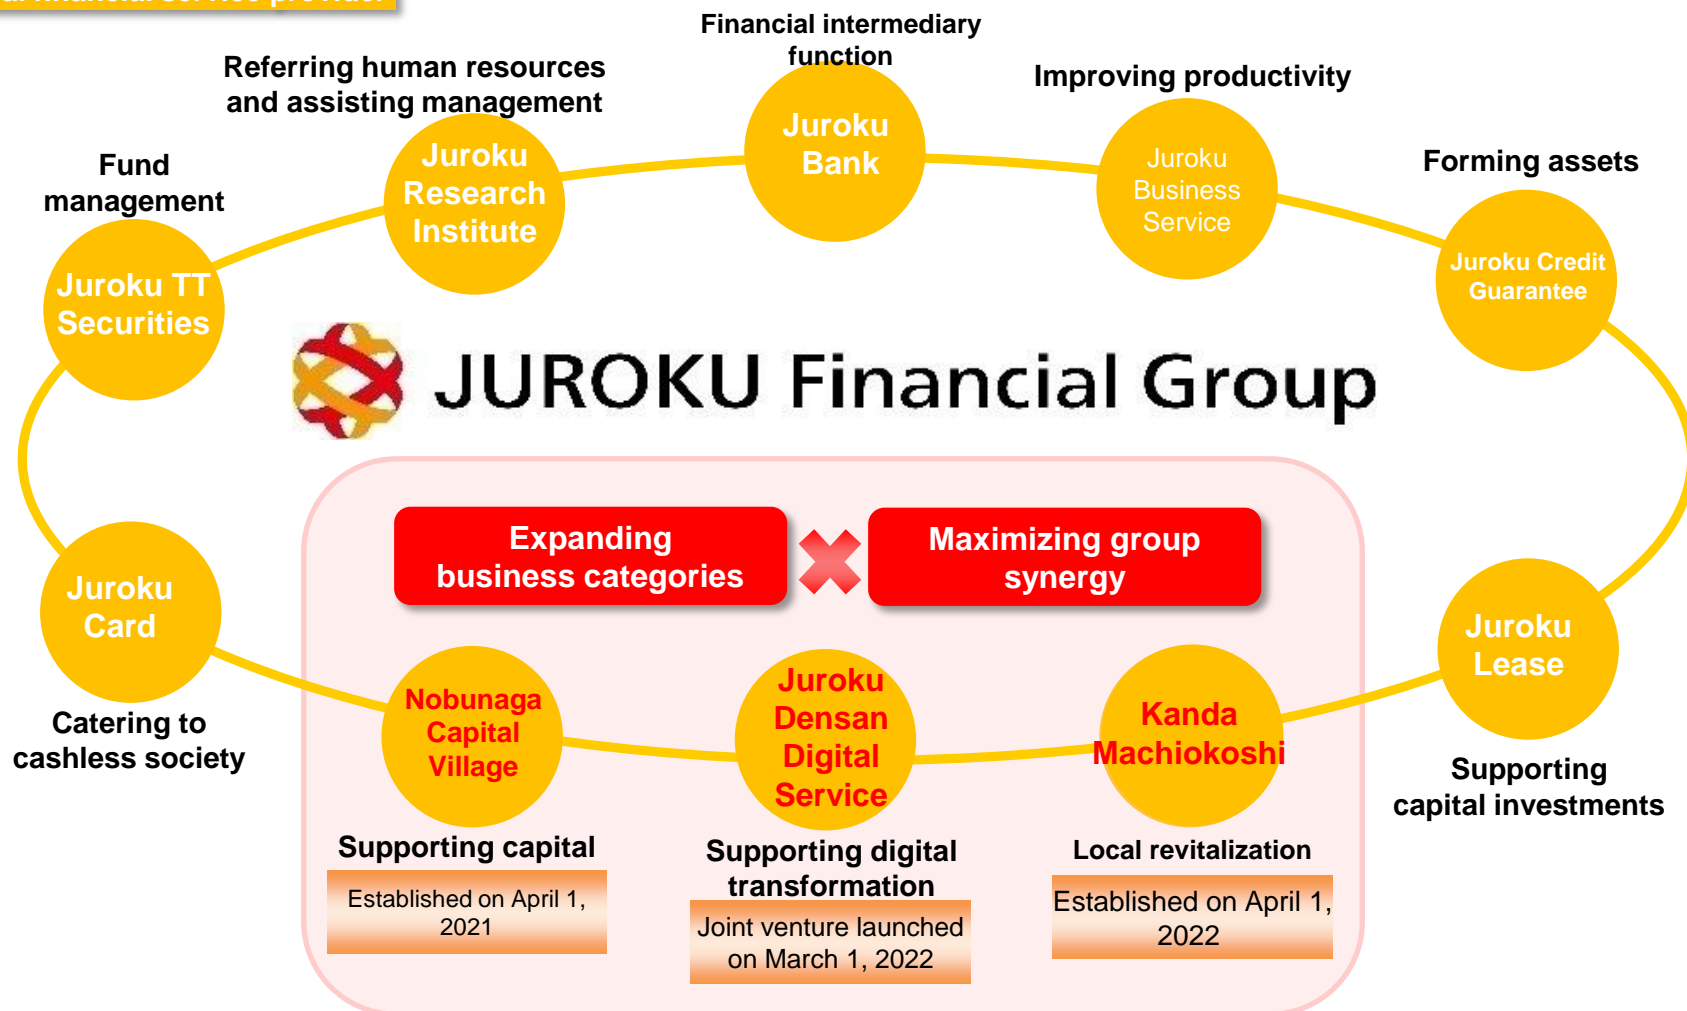 financial service provider
Financial intermediary
function
Referring human resources
and assisting management
Improving productivity
Fund
management
Forming assets
Juroku
Bank
Juroku
Research
Institute
Juroku
Business
Service
Juroku TT
Securities
Juroku Credit
Guarantee
JUROKU Financial Group
Expanding
business categories
Maximizing group
synergy
Juroku
Card
Juroku
Lease
Nobunaga
Capital
Village
Juroku
Densan
Digital
Service
Kanda
Machiokoshi
Catering to
cashless society
Supporting
capital investments
Supporting capital
Established on April 1,
2021
Supporting digital
transformation
Joint venture launched
on March 1, 2022
Local revitalization
Established on April 1,
2022